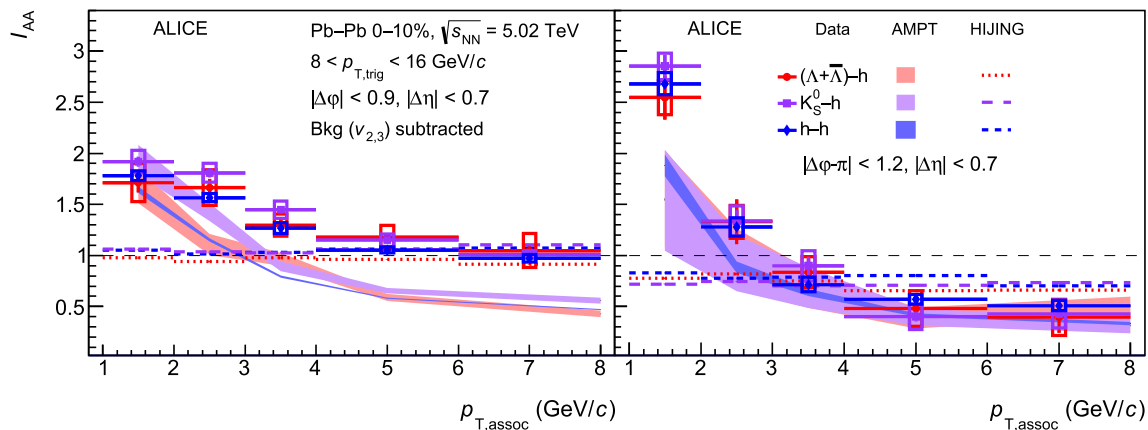 I_AA
3
2.5
2
1.5
1
0.5
ALICE
Pb–Pb 0–10%, √s_NN = 5.02 TeV
8 < p_T,trig < 16 GeV/c
|Δφ| < 0.9, |Δη| < 0.7
Bkg (v_2,3) subtracted
1 2 3 4 5 6 7 8
p_T,assoc (GeV/c)
ALICE Data AMPT HIJING
(Λ+Λ̅)–h
K_S^0–h
h–h
|Δφ-π| < 1.2, |Δη| < 0.7
1 2 3 4 5 6 7 8
p_T,assoc (GeV/c)